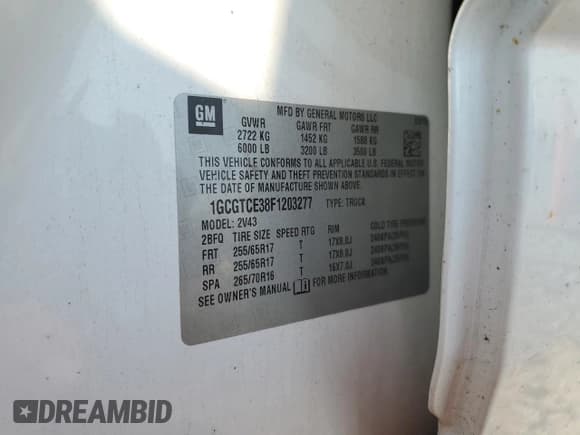 GM
MFD BY GENERAL MOTORS LLC
GVWR GAWR FRT GAWR RR
2722 KG 1452 KG 1588 KG
6000 LB 3200 LB 3500 LB
THIS VEHICLE CONFORMS TO ALL APPLICABLE U.S. FEDERAL MOTOR
VEHICLE SAFETY AND THEFT PREVENTION STANDARDS IN EFFECT ON THE DATE OF
MANUFACTURE SHOWN ABOVE.
1GCGTCE38F1203277 TYPE: TRUCK
MODEL: 2V43
2BFQ TIRE SIZE SPEED RTG RIM COLD TIRE PRESSURE
FRT 255/65R17 T 17X8.0J
RR 255/65R17 T 17X8.0J
SPA 265/70R16 T 16X7.0J
SEE OWNER'S MANUAL FOR MORE INFORMATION
DREAMBID